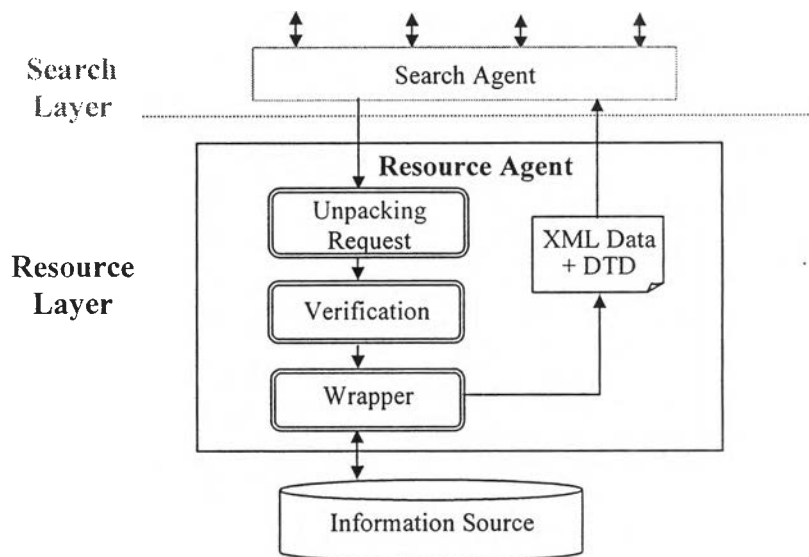 Search
Layer
Search Agent
Resource Agent
Unpacking
Request
XML Data
+ DTD
Resource
Layer
Verification
Wrapper
Information Source